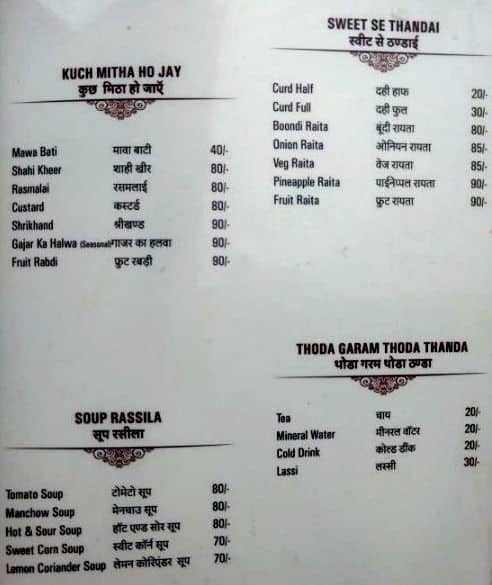 KUCH MITHA HO JAY
कुछ मिठा हो जाऍ
Mawa Bati मावा बाटी 40/-
Shahi Kheer शाही खीर 80/-
Rasmalai रसमलाई 80/-
Custard कस्टर्ड 80/-
Shrikhand श्रीखण्ड 90/-
Gajar Ka Halwa (Seasonal) गाजर का हलवा 90/-
Fruit Rabdi फ्रुट रबड़ी 90/-
SOUP RASSILA
सूप रसीला
Tomato Soup टोमेटो सूप 80/-
Manchow Soup मेनचाउ सूप 80/-
Hot & Sour Soup हॉट एण्ड सोर सूप 80/-
Sweet Corn Soup स्वीट कॉर्न सूप 70/-
Lemon Coriander Soup लेमन कोरिएंडर सूप 70/-
SWEET SE THANDAI
स्वीट से ठण्डाई
Curd Half दही हाफ 20/-
Curd Full दही फुल 30/-
Boondi Raita बूंदी रायता 80/-
Onion Raita ओनियन रायता 85/-
Veg Raita वेज रायता 85/-
Pineapple Raita पाईनेप्पल रायता 90/-
Fruit Raita फ्रुट रायता 90/-
THODA GARAM THODA THANDA
थोडा गरम थोडा ठण्डा
Tea चाय 20/-
Mineral Water मीनरल वॉटर 20/-
Cold Drink कोल्ड ड्रींक 20/-
Lassi लस्सी 30/-